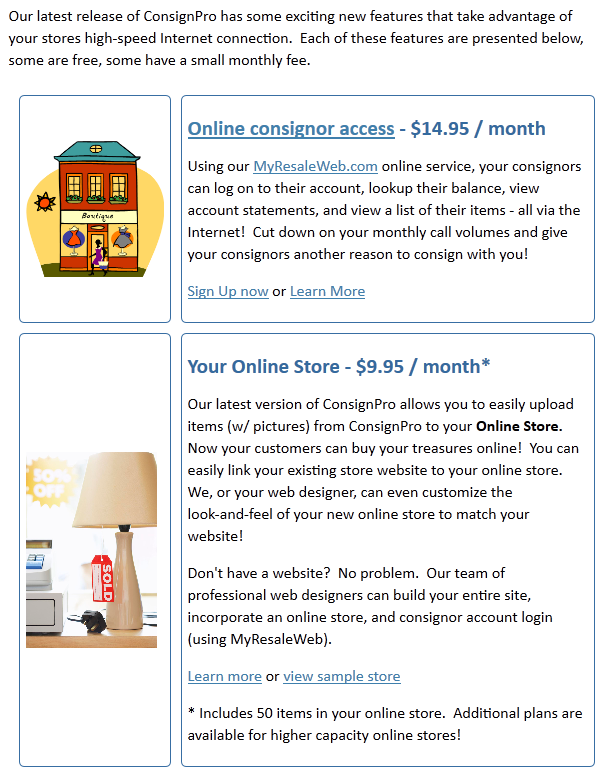 Our latest release of ConsignPro has some exciting new features that take advantage of
your stores high-speed Internet connection.  Each of these features are presented below,
some are free, some have a small monthly fee.
Boutique
Online consignor access - $14.95 / month
Using our MyResaleWeb.com online service, your consignors
can log on to their account, lookup their balance, view
account statements, and view a list of their items - all via the
Internet!  Cut down on your monthly call volumes and give
your consignors another reason to consign with you!
Sign Up now or Learn More
50% OFF
SOLD
Your Online Store - $9.95 / month*
Our latest version of ConsignPro allows you to easily upload
items (w/ pictures) from ConsignPro to your Online Store.
Now your customers can buy your treasures online!  You can
easily link your existing store website to your online store.
We, or your web designer, can even customize the
look-and-feel of your new online store to match your
website!
Don't have a website?  No problem.  Our team of
professional web designers can build your entire site,
incorporate an online store, and consignor account login
(using MyResaleWeb).
Learn more or view sample store
* Includes 50 items in your online store.  Additional plans are
available for higher capacity online stores!